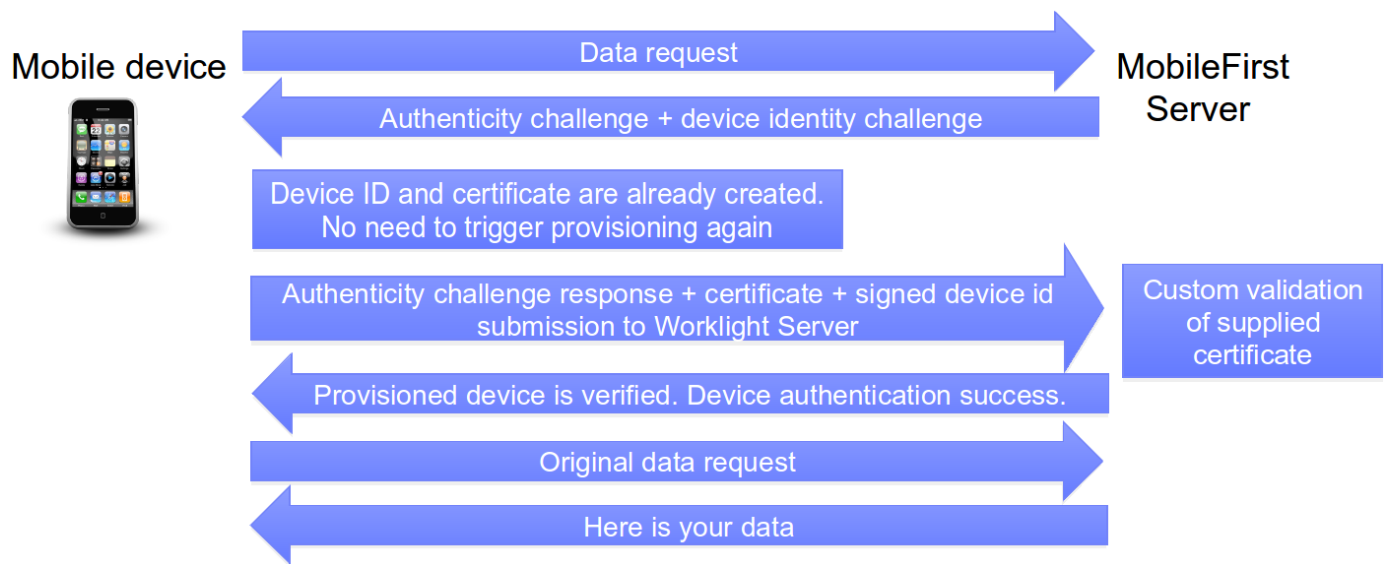 Data request
Mobile device
MobileFirst
Server
Authenticity challenge + device identity challenge
Device ID and certificate are already created.
No need to trigger provisioning again
Authenticity challenge response + certificate + signed device id
submission to Worklight Server
Custom validation
of supplied
certificate
Provisioned device is verified. Device authentication success.
Original data request
Here is your data